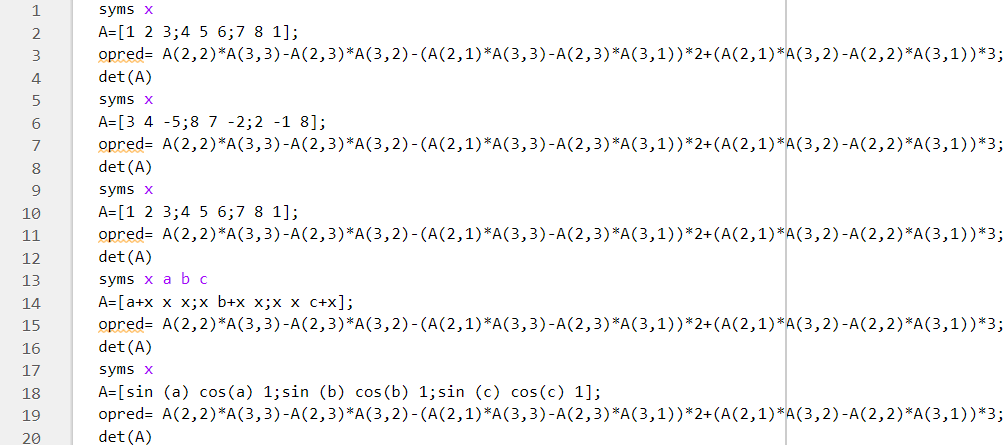 1 syms x
2 A=[1 2 3;4 5 6;7 8 1];
3 opred= A(2,2)*A(3,3)-A(2,3)*A(3,2)-(A(2,1)*A(3,3)-A(2,3)*A(3,1))*2+(A(2,1)*A(3,2)-A(2,2)*A(3,1))*3;
4 det(A)
5 syms x
6 A=[3 4 -5;8 7 -2;2 -1 8];
7 opred= A(2,2)*A(3,3)-A(2,3)*A(3,2)-(A(2,1)*A(3,3)-A(2,3)*A(3,1))*2+(A(2,1)*A(3,2)-A(2,2)*A(3,1))*3;
8 det(A)
9 syms x
10 A=[1 2 3;4 5 6;7 8 1];
11 opred= A(2,2)*A(3,3)-A(2,3)*A(3,2)-(A(2,1)*A(3,3)-A(2,3)*A(3,1))*2+(A(2,1)*A(3,2)-A(2,2)*A(3,1))*3;
12 det(A)
13 syms x a b c
14 A=[a+x x x;x b+x x;x x c+x];
15 opred= A(2,2)*A(3,3)-A(2,3)*A(3,2)-(A(2,1)*A(3,3)-A(2,3)*A(3,1))*2+(A(2,1)*A(3,2)-A(2,2)*A(3,1))*3;
16 det(A)
17 syms x
18 A=[sin (a) cos(a) 1;sin (b) cos(b) 1;sin (c) cos(c) 1];
19 opred= A(2,2)*A(3,3)-A(2,3)*A(3,2)-(A(2,1)*A(3,3)-A(2,3)*A(3,1))*2+(A(2,1)*A(3,2)-A(2,2)*A(3,1))*3;
20 det(A)